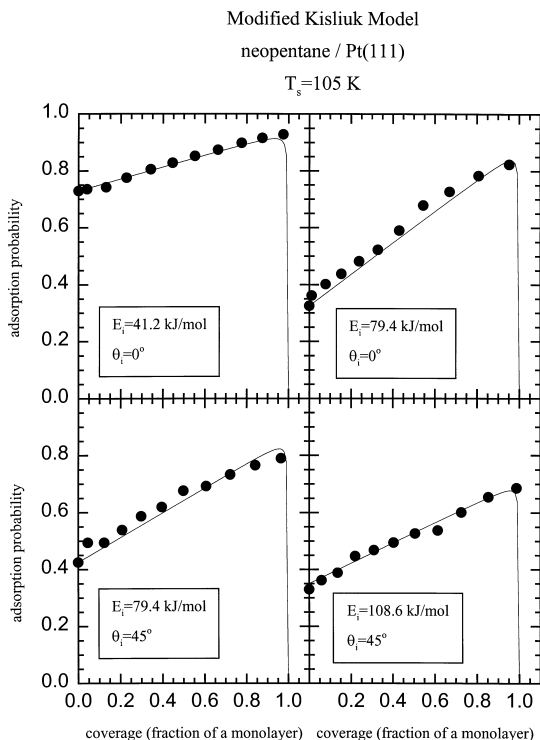 Modified Kisliuk Model
neopentane / Pt(111)
Tₛ=105 K
adsorption probability
1.0
0.8
0.6
0.4
0.2
0.0
Eᵢ=41.2 kJ/mol
θᵢ=0°
Eᵢ=79.4 kJ/mol
θᵢ=0°
adsorption probability
0.8
0.6
0.4
0.2
0.0
Eᵢ=79.4 kJ/mol
θᵢ=45°
Eᵢ=108.6 kJ/mol
θᵢ=45°
0.0 0.2 0.4 0.6 0.8 1.0 0.2 0.4 0.6 0.8 1.0
coverage (fraction of a monolayer) coverage (fraction of a monolayer)